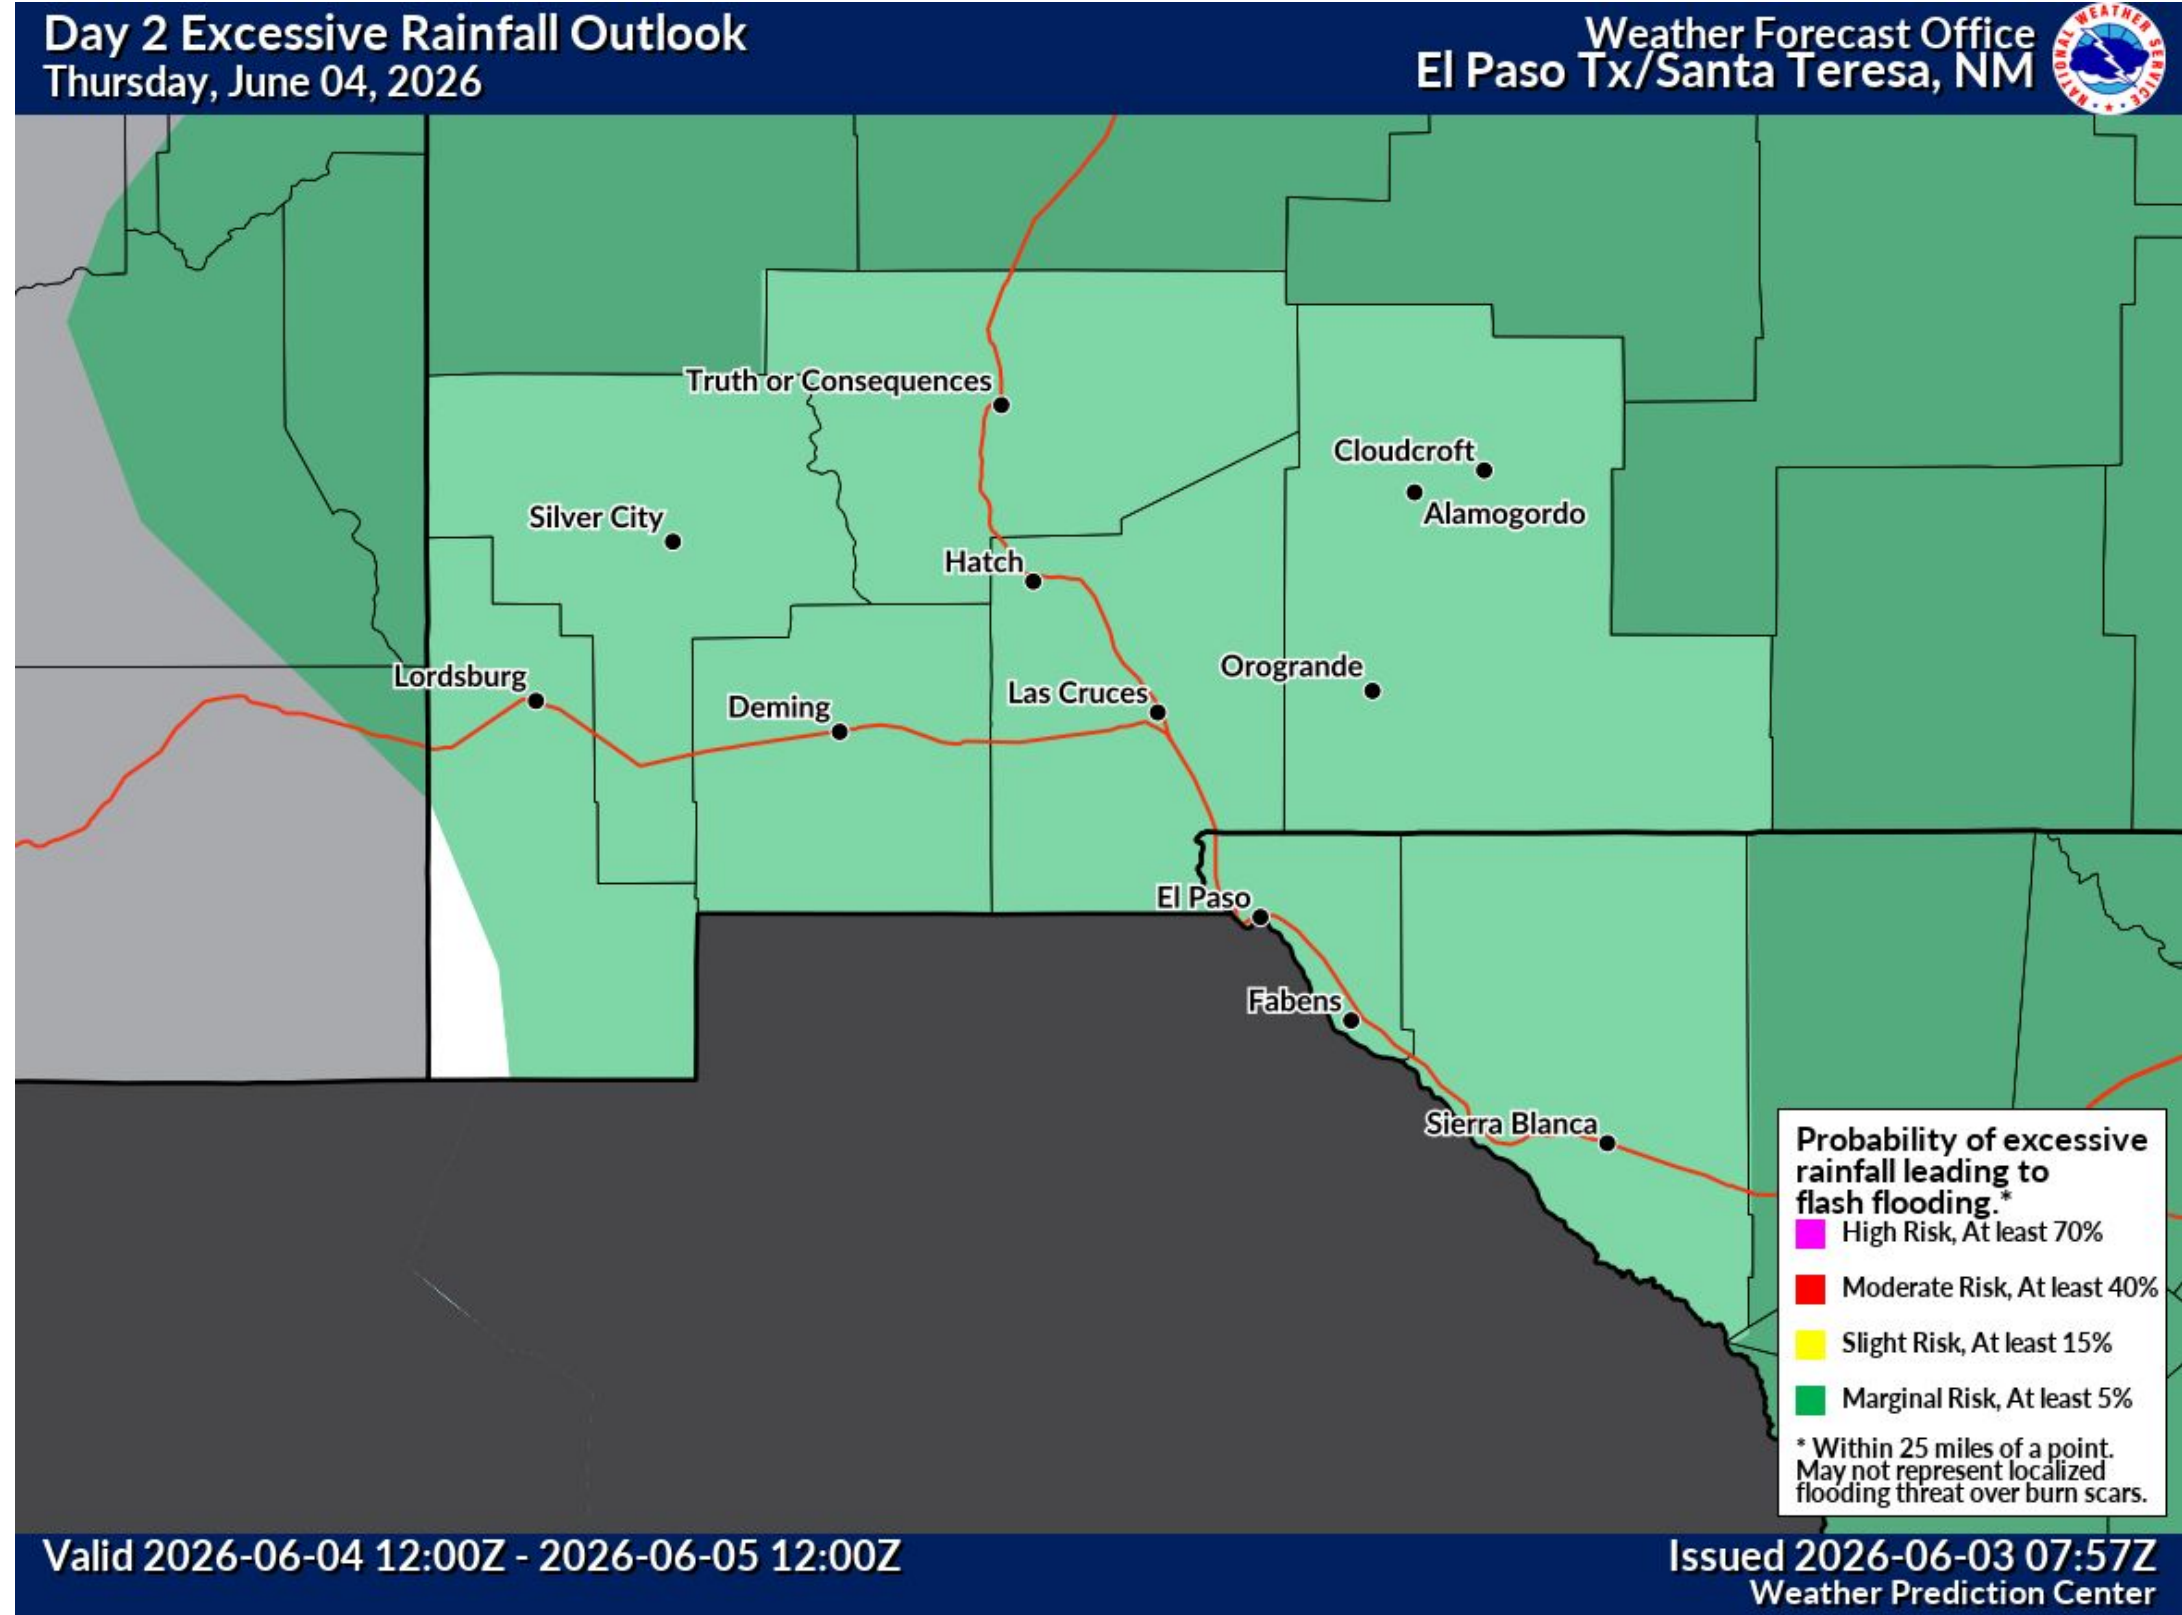 Day 2 Excessive Rainfall Outlook
Thursday, June 04, 2026
Weather Forecast Office
El Paso Tx/Santa Teresa, NM
NATIONAL WEATHER SERVICE
Truth or Consequences
Cloudcroft
Alamogordo
Silver City
Hatch
Lordsburg
Orogrande
Las Cruces
Deming
El Paso
Fabens
Sierra Blanca
Probability of excessive
rainfall leading to
flash flooding.*
High Risk, At least 70%
Moderate Risk, At least 40%
Slight Risk, At least 15%
Marginal Risk, At least 5%
* Within 25 miles of a point.
May not represent localized
flooding threat over burn scars.
Valid 2026-06-04 12:00Z - 2026-06-05 12:00Z
Issued 2026-06-03 07:57Z
Weather Prediction Center